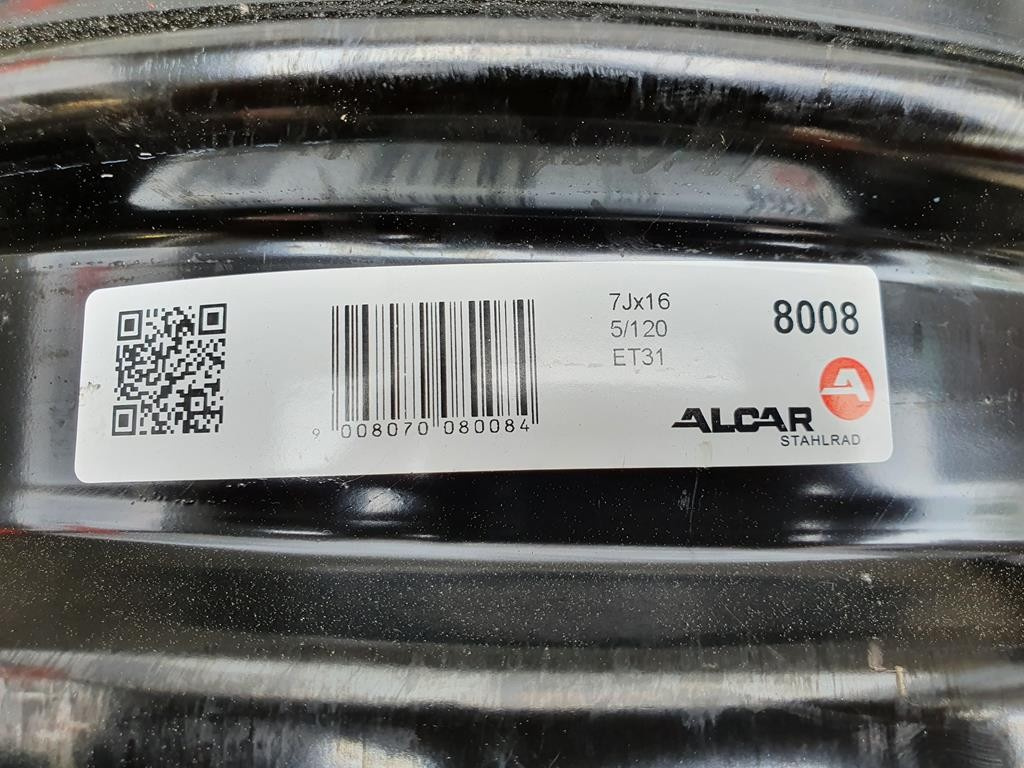 9 008070 080084
7Jx16
5/120
ET31
8008
A
ALCAR
STAHLRAD